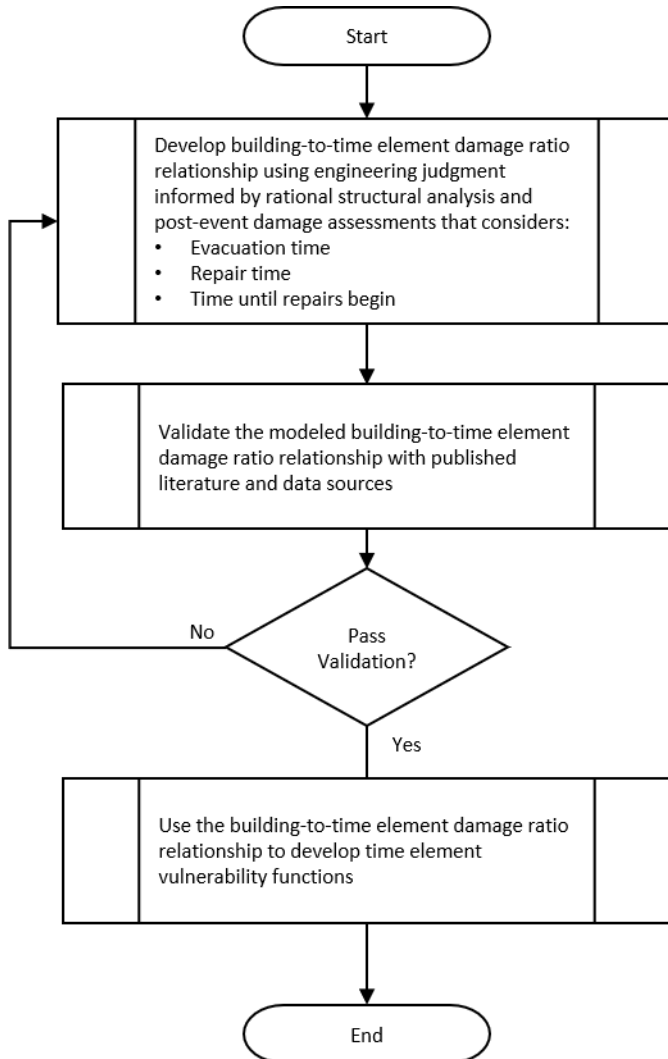 Start
Develop building-to-time element damage ratio
relationship using engineering judgment
informed by rational structural analysis and
post-event damage assessments that considers:
• Evacuation time
• Repair time
• Time until repairs begin
Validate the modeled building-to-time element
damage ratio relationship with published
literature and data sources
No
Pass
Validation?
Yes
Use the building-to-time element damage ratio
relationship to develop time element
vulnerability functions
End